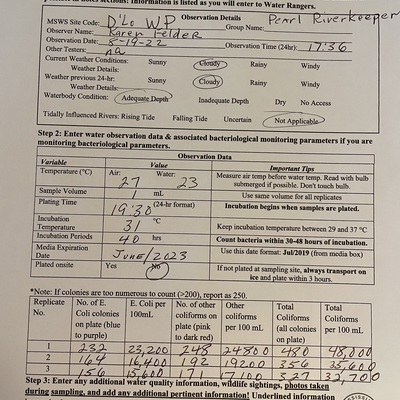 notes sections! Information is listed as you will enter to Water Rangers.
Observation Details
MSWS Site Code: D'Lo WP Group Name: Pearl Riverkeeper
Observer Name: Karen Felder
Observation Date: 8-19-22 Observation Time (24hr): 17:36
Other Testers: na
Current Weather Conditions: Sunny Cloudy Rainy Windy
Weather Details:
Weather previous 24-hr: Sunny Cloudy Rainy Windy
Weather Details:
Waterbody Condition: Adequate Depth Inadequate Depth Dry No Access
Tidally Influenced Rivers: Rising Tide Falling Tide Uncertain Not Applicable
Step 2: Enter water observation data & associated bacteriological monitoring parameters if you are
monitoring bacteriological parameters.
Observation Data
Variable Value Important Tips
Temperature (°C) Air: 27 Water: 23 Measure air temp before water temp. Read with bulb
submerged if possible. Don't touch bulb.
Sample Volume mL Use same volume for all replicates
Plating Time 19:30 (24-hr format) Incubation begins when samples are plated.
Incubation
Temperature 31 °C Keep incubation temperature between 29 and 37 °C
Incubation Periods 40 hrs Count bacteria within 30-48 hours of incubation.
Media Expiration
Date June/2023 Use this date format: Jul/2019 (from media box)
Plated onsite Yes No If not plated at sampling site, always transport on
ice and plate within 3 hours.
*Note: If colonies are too numerous to count (>200), report as 250.
Replicate No. of E. E. Coli per No. of other Other Total Total
No. Coli colonies 100mL coliforms on coliforms Coliforms Coliforms
on plate (blue plate (pink per 100 mL (all colonies per 100 mL
to purple) to dark red) on plate)
1 232 23,200 248 24800 480 48,000
2 164 16,400 192 19200 356 35,600
3 156 15,600 171 17100 327 32,700
Step 3: Enter any additional water quality information, wildlife sightings, photos taken
during sampling, and add any additional pertinent information! Underlined information